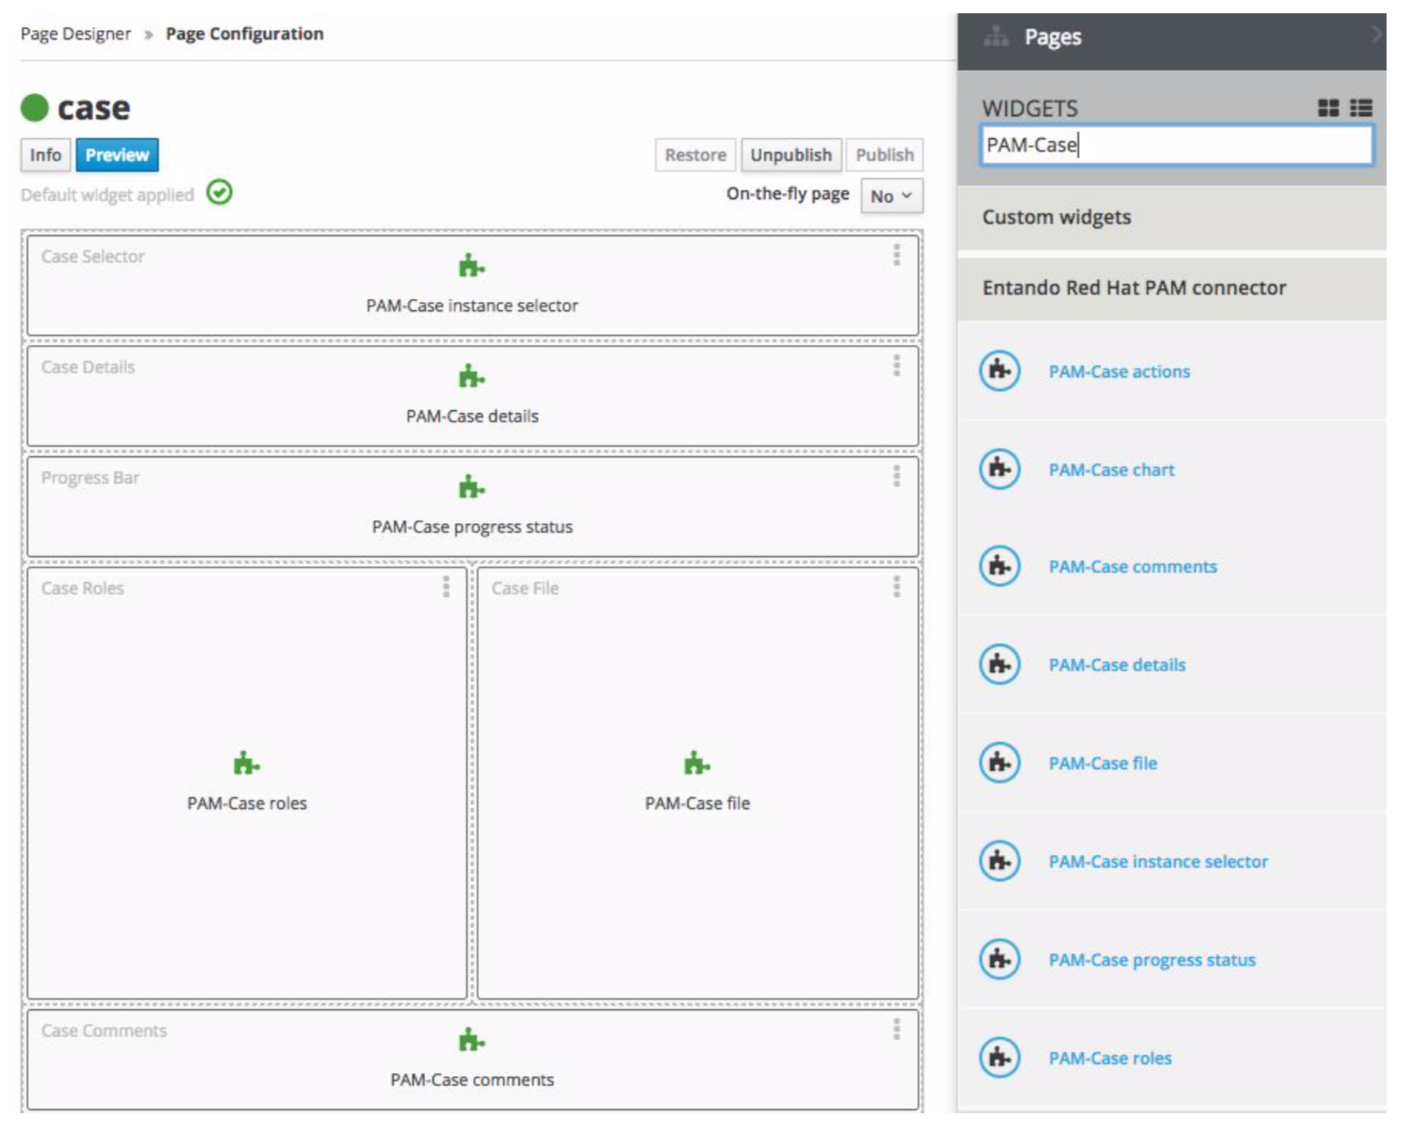 Page Designer » Page Configuration
case
Info Preview
Restore Unpublish Publish
Default widget applied
On-the-fly page No
Case Selector
PAM-Case instance selector
Case Details
PAM-Case details
Progress Bar
PAM-Case progress status
Case Roles
PAM-Case roles
Case File
PAM-Case file
Case Comments
PAM-Case comments
Pages
WIDGETS
PAM-Case
Custom widgets
Entando Red Hat PAM connector
PAM-Case actions
PAM-Case chart
PAM-Case comments
PAM-Case details
PAM-Case file
PAM-Case instance selector
PAM-Case progress status
PAM-Case roles